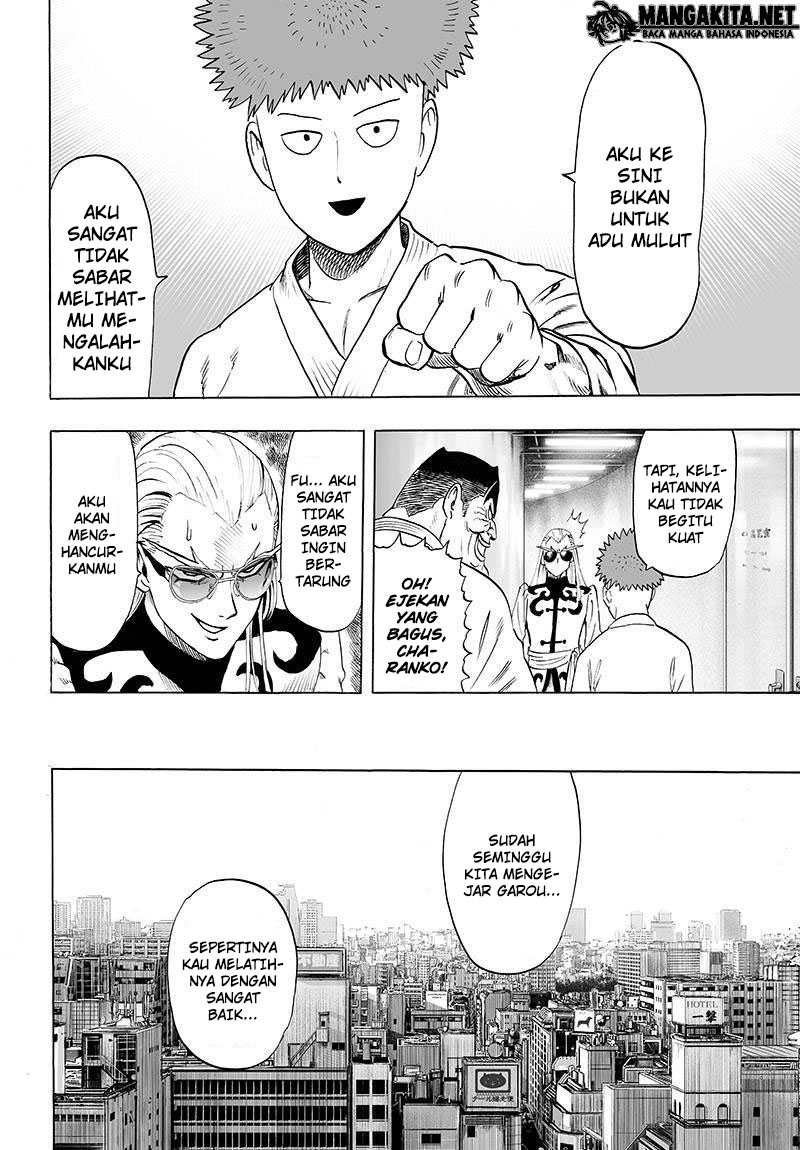 MANGAKITA.NET
BACA MANGA BAHASA INDONESIA
AKU KE
SINI
BUKAN
UNTUK
ADU MULUT
AKU
SANGAT
TIDAK
SABAR
MELIHAT-
MU ME-
NGALAH-
KANKU
TAPI, KELI-
HATANNYA
KAU TIDAK
BEGITU
KUAT
OH!
EJEKAN
YANG
BAGUS,
CHA-
RANKO!
FU... AKU
SANGAT
TIDAK
SABAR
INGIN
BER-
TARUNG
AKU
AKAN
MENG-
HANCUR-
KANMU
SUDAH
SEMINGGU
KITA MENGE-
JAR GAROU...
SEPERTINYA
KAU MELATIH-
NYA DENGAN
SANGAT
BAIK...
HOTEL
一撃